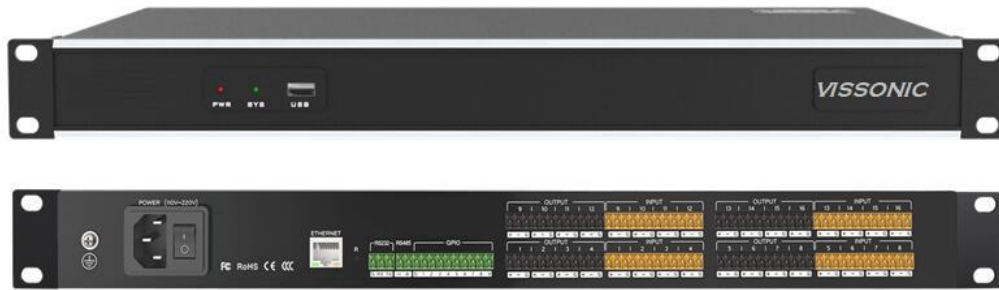 PWR SYS USB
VISSONIC
POWER (110V~220V)
FC RoHS CE CCC
ETHERNET
R
RS232 RS485 GPIO
OUTPUT INPUT OUTPUT INPUT
9 10 11 12 9 10 11 12 13 14 15 16 13 14 15 16
OUTPUT INPUT OUTPUT INPUT
1 2 3 4 1 2 3 4 5 6 7 8 5 6 7 8